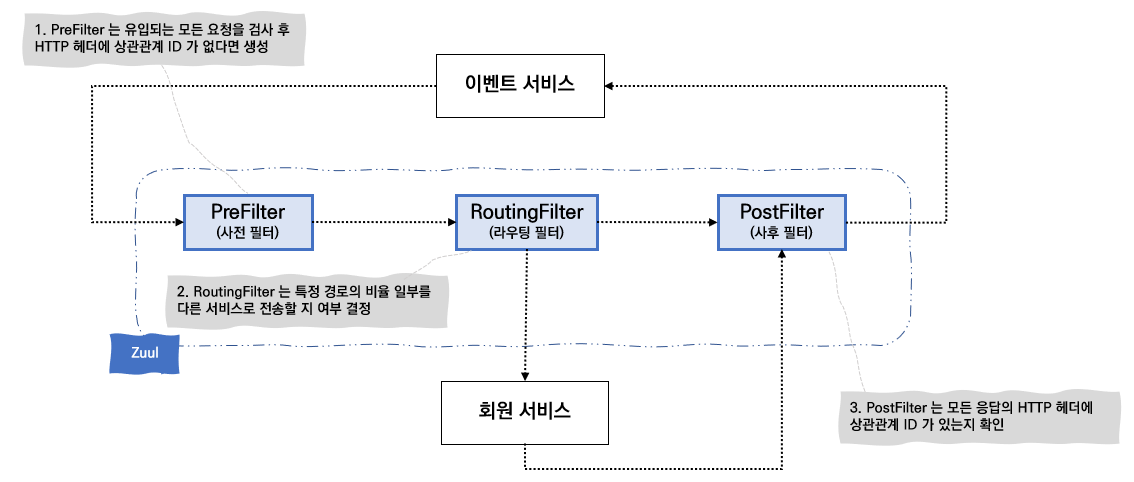 1. PreFilter 는 유입되는 모든 요청을 검사 후
HTTP 헤더에 상관관계 ID 가 없다면 생성
이벤트 서비스
PreFilter
(사전 필터)
RoutingFilter
(라우팅 필터)
PostFilter
(사후 필터)
2. RoutingFilter 는 특정 경로의 비율 일부를
다른 서비스로 전송할 지 여부 결정
Zuul
회원 서비스
3. PostFilter 는 모든 응답의 HTTP 헤더에
상관관계 ID 가 있는지 확인